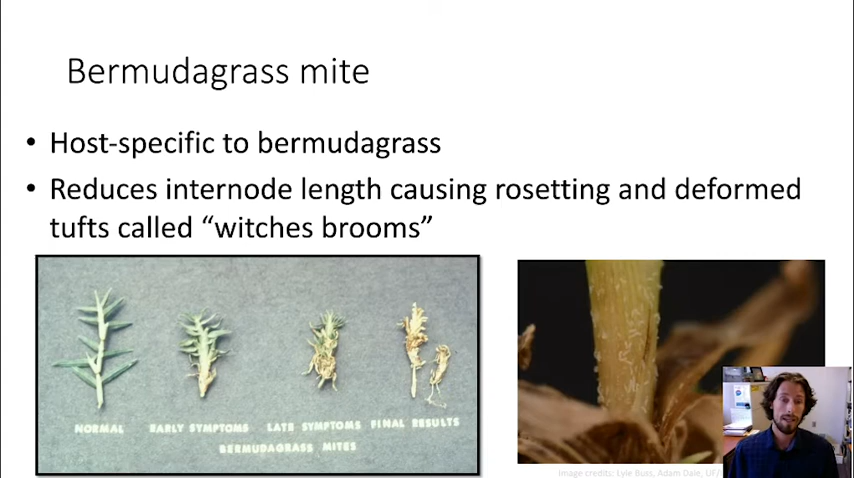 Bermudagrass mite
• Host-specific to bermudagrass
• Reduces internode length causing rosetting and deformed
tufts called “witches brooms”
NORMAL EARLY SYMPTOMS LATE SYMPTOMS FINAL RESULTS
BERMUDAGRASS MITES
Image credits: Lyle Buss, Adam Dale,